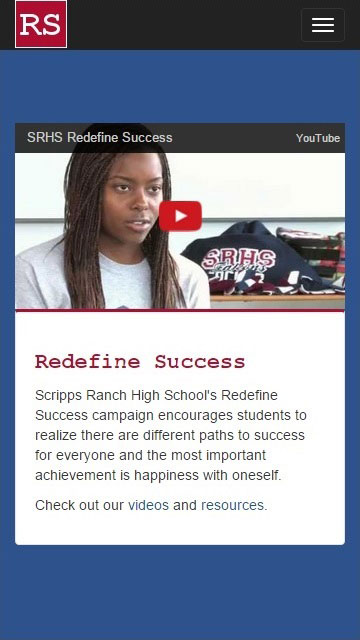 RS
SRHS Redefine Success
YouTube
SRHS
Redefine Success
Scripps Ranch High School's Redefine
Success campaign encourages students to
realize there are different paths to success
for everyone and the most important
achievement is happiness with oneself.
Check out our videos and resources.